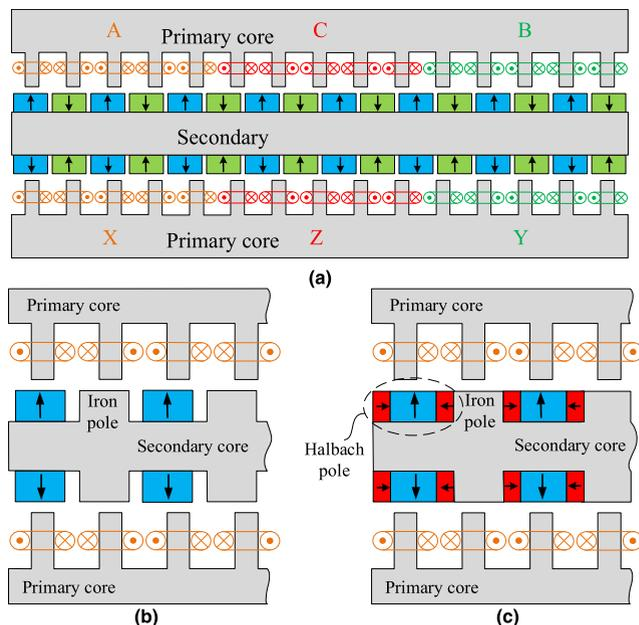 A C B
Primary core
Secondary
X Z Y
Primary core
(a)
Primary core
Iron
pole
Secondary core
Primary core
(b)
Primary core
Iron
pole
Halbach
pole
Secondary core
Primary core
(c)